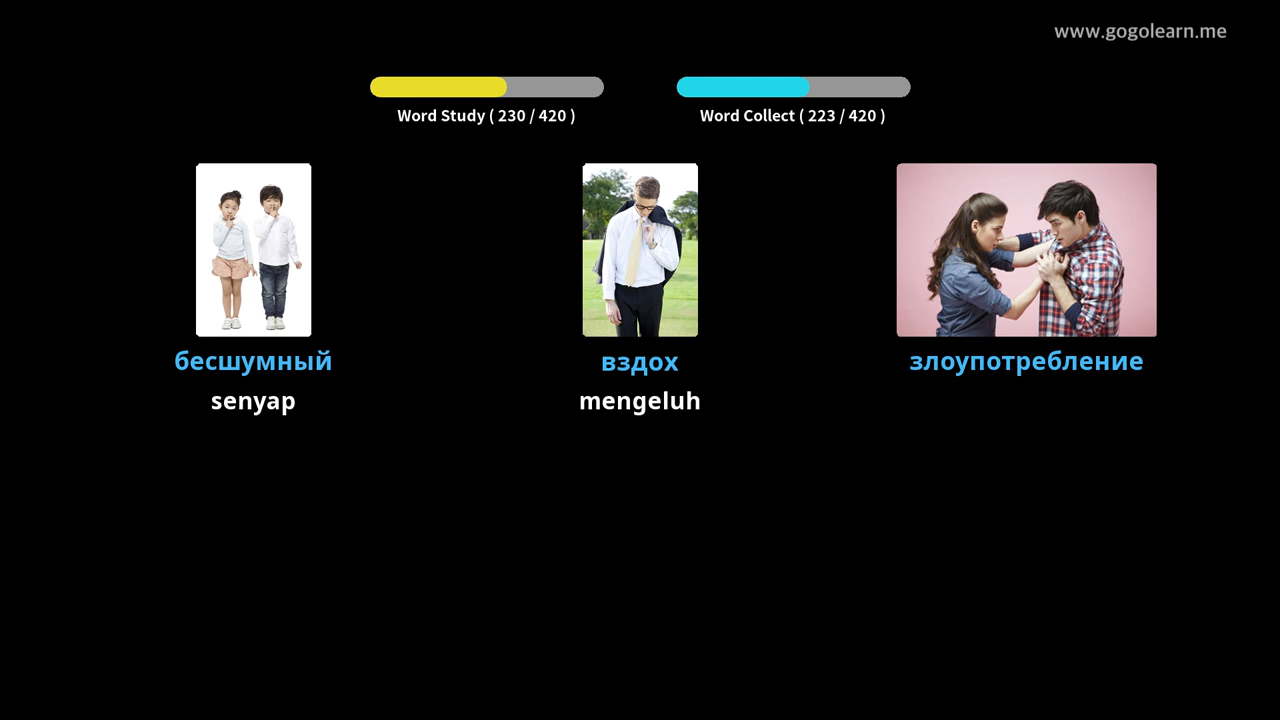 www.gogolearn.me
Word Study ( 230 / 420 )
Word Collect ( 223 / 420 )
бесшумный
вздох
злоупотребление
senyap
mengeluh